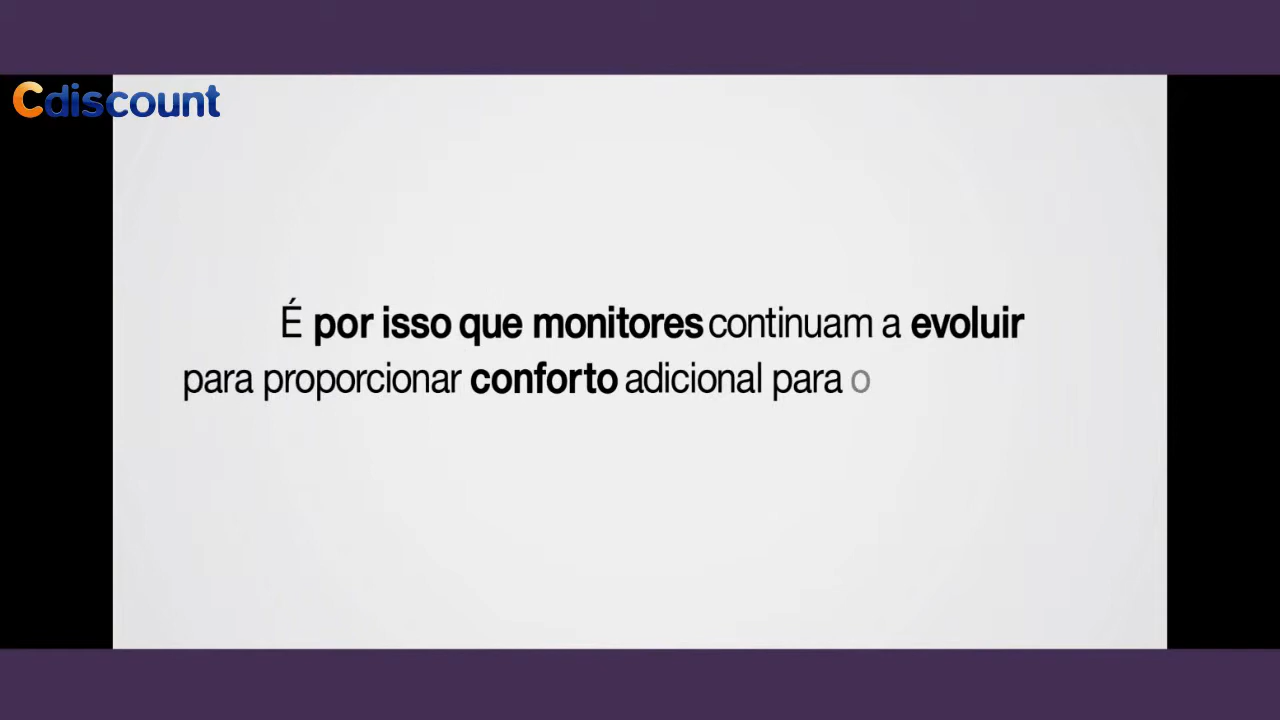 Cdiscount
É por isso que monitores continuam a evoluir
para proporcionar conforto adicional para o